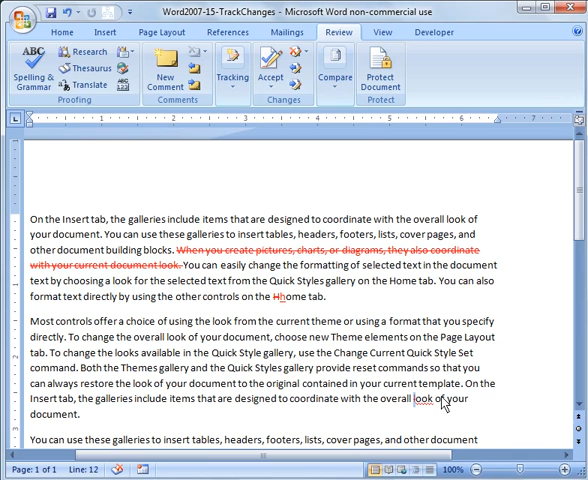 Word2007-15-TrackChanges - Microsoft Word non-commercial use
Home Insert Page Layout References Mailings Review View Developer
ABC
Spelling & Grammar
Research
Thesaurus
Translate
ABC
123
Proofing
New Comment
Comments
Tracking
Accept
Changes
Compare
Protect Document
Protect
1 2 3 4 5 6 7
On the Insert tab, the galleries include items that are designed to coordinate with the overall look of
your document. You can use these galleries to insert tables, headers, footers, lists, cover pages, and
other document building blocks. When you create pictures, charts, or diagrams, they also coordinate
with your current document look. You can easily change the formatting of selected text in the document
text by choosing a look for the selected text from the Quick Styles gallery on the Home tab. You can also
format text directly by using the other controls on the Hhome tab.
Most controls offer a choice of using the look from the current theme or using a format that you specify
directly. To change the overall look of your document, choose new Theme elements on the Page Layout
tab. To change the looks available in the Quick Style gallery, use the Change Current Quick Style Set
command. Both the Themes gallery and the Quick Styles gallery provide reset commands so that you
can always restore the look of your document to the original contained in your current template. On the
Insert tab, the galleries include items that are designed to coordinate with the overall look of your
document.
You can use these galleries to insert tables, headers, footers, lists, cover pages, and other document
Page: 1 of 1 Line: 12 100%